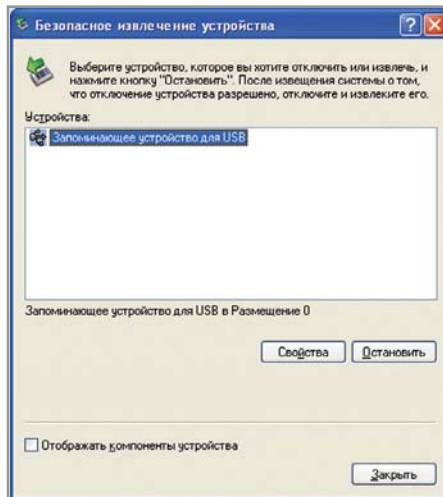 Безопасное извлечение устройства
Выберите устройство, которое вы хотите отключить или извлечь, и
нажмите кнопку "Остановить". После извещения системы о том,
что отключение устройства разрешено, отключите и извлеките его.
Устройства:
Запоминающее устройство для USB
Запоминающее устройство для USB в Размещение 0
Свойства
Остановить
Отображать компоненты устройства
Закрыть